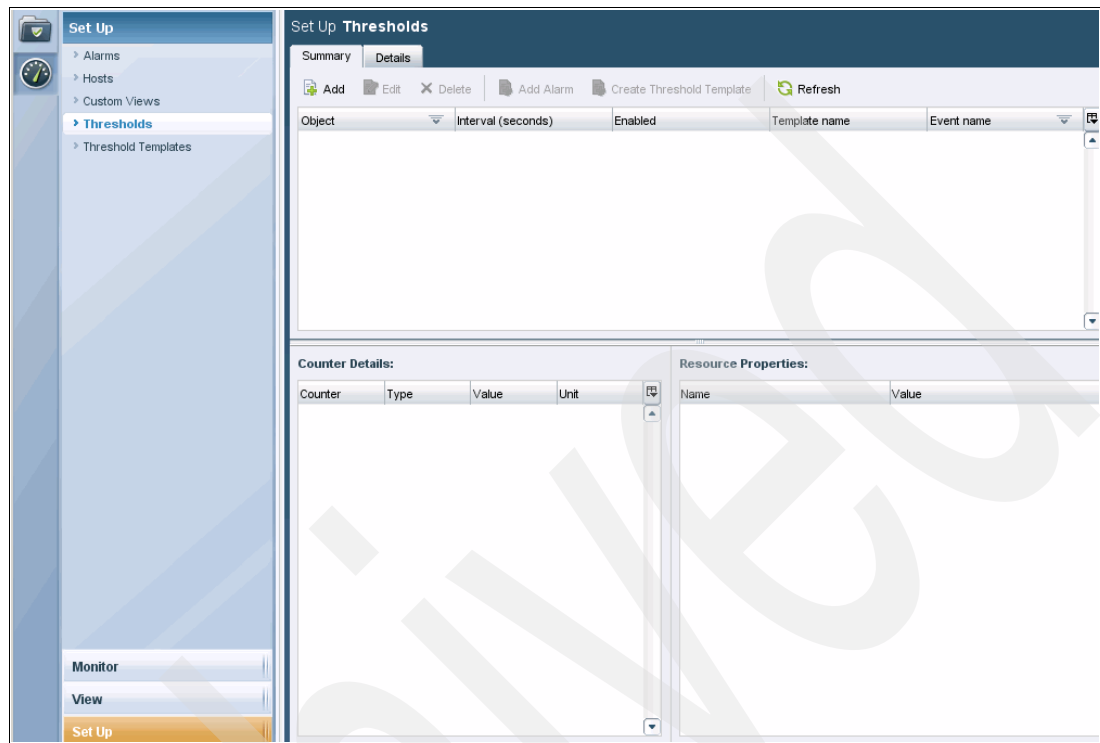 Set Up
Alarms
Hosts
Custom Views
Thresholds
Threshold Templates
Monitor
View
Set Up
Set Up Thresholds
Summary Details
Add Edit Delete Add Alarm Create Threshold Template Refresh
Object Interval (seconds) Enabled Template name Event name
Counter Details:
Counter Type Value Unit
Resource Properties:
Name Value